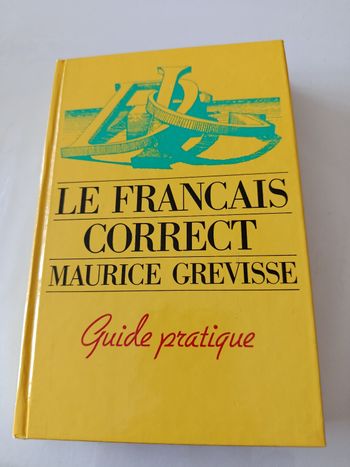 LE FRANCAIS
CORRECT
MAURICE GREVISSE
Guide pratique